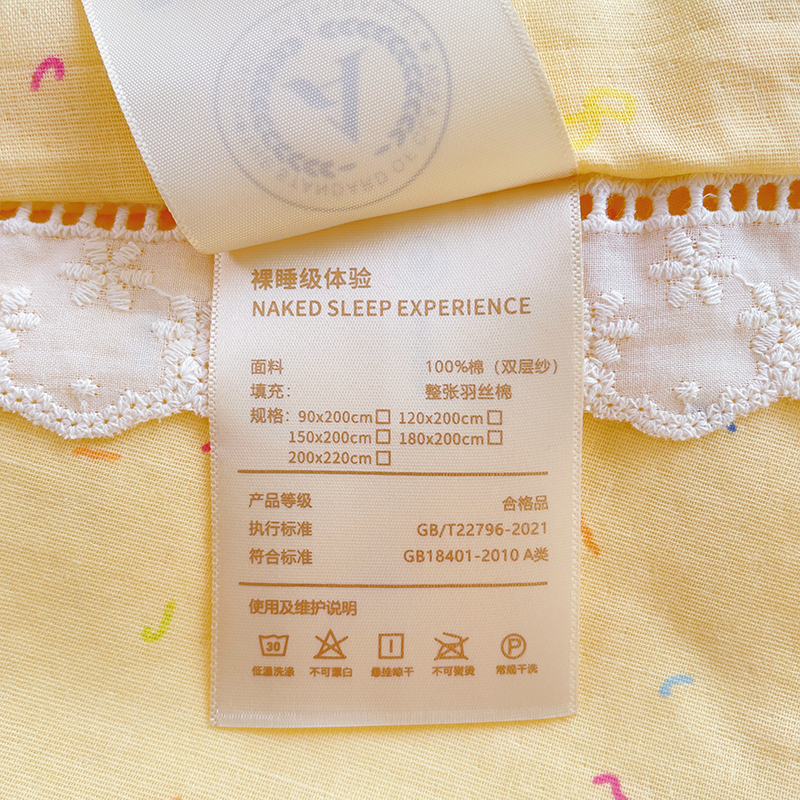 STANDARD OF
裸睡级体验
NAKED SLEEP EXPERIENCE
面料 100%棉（双层纱）
填充： 整张羽丝棉
规格：90x200cm□ 120x200cm□
150x200cm□ 180x200cm□
200x220cm□
产品等级 合格品
执行标准 GB/T22796-2021
符合标准 GB18401-2010 A类
使用及维护说明
30 P
低温洗涤 不可漂白 悬挂晾干 不可熨烫 常规干洗